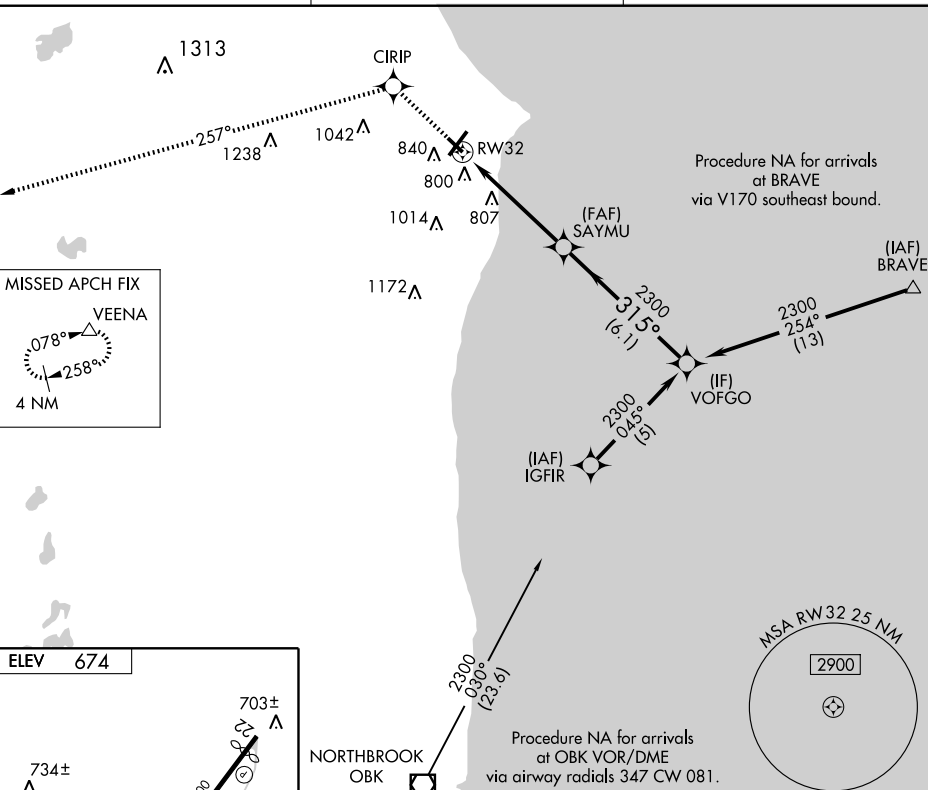 1313
CIRIP
257°
1042
1238
840
RW32
800
807
1014
Procedure NA for arrivals
at BRAVE
via V170 southeast bound.
(FAF)
SAYMU
(IAF)
BRAVE
MISSED APCH FIX
VEENA
078°
258°
4 NM
1172
2300
315°
(6.1)
2300
254°
(13)
(IF)
VOFGO
2300
045°
(5)
(IAF)
IGFIR
MSA RW32 25 NM
2900
ELEV 674
703±
22
P
734±
2300
030°
(23.6)
NORTHBROOK
OBK
Procedure NA for arrivals
at OBK VOR/DME
via airway radials 347 CW 081.